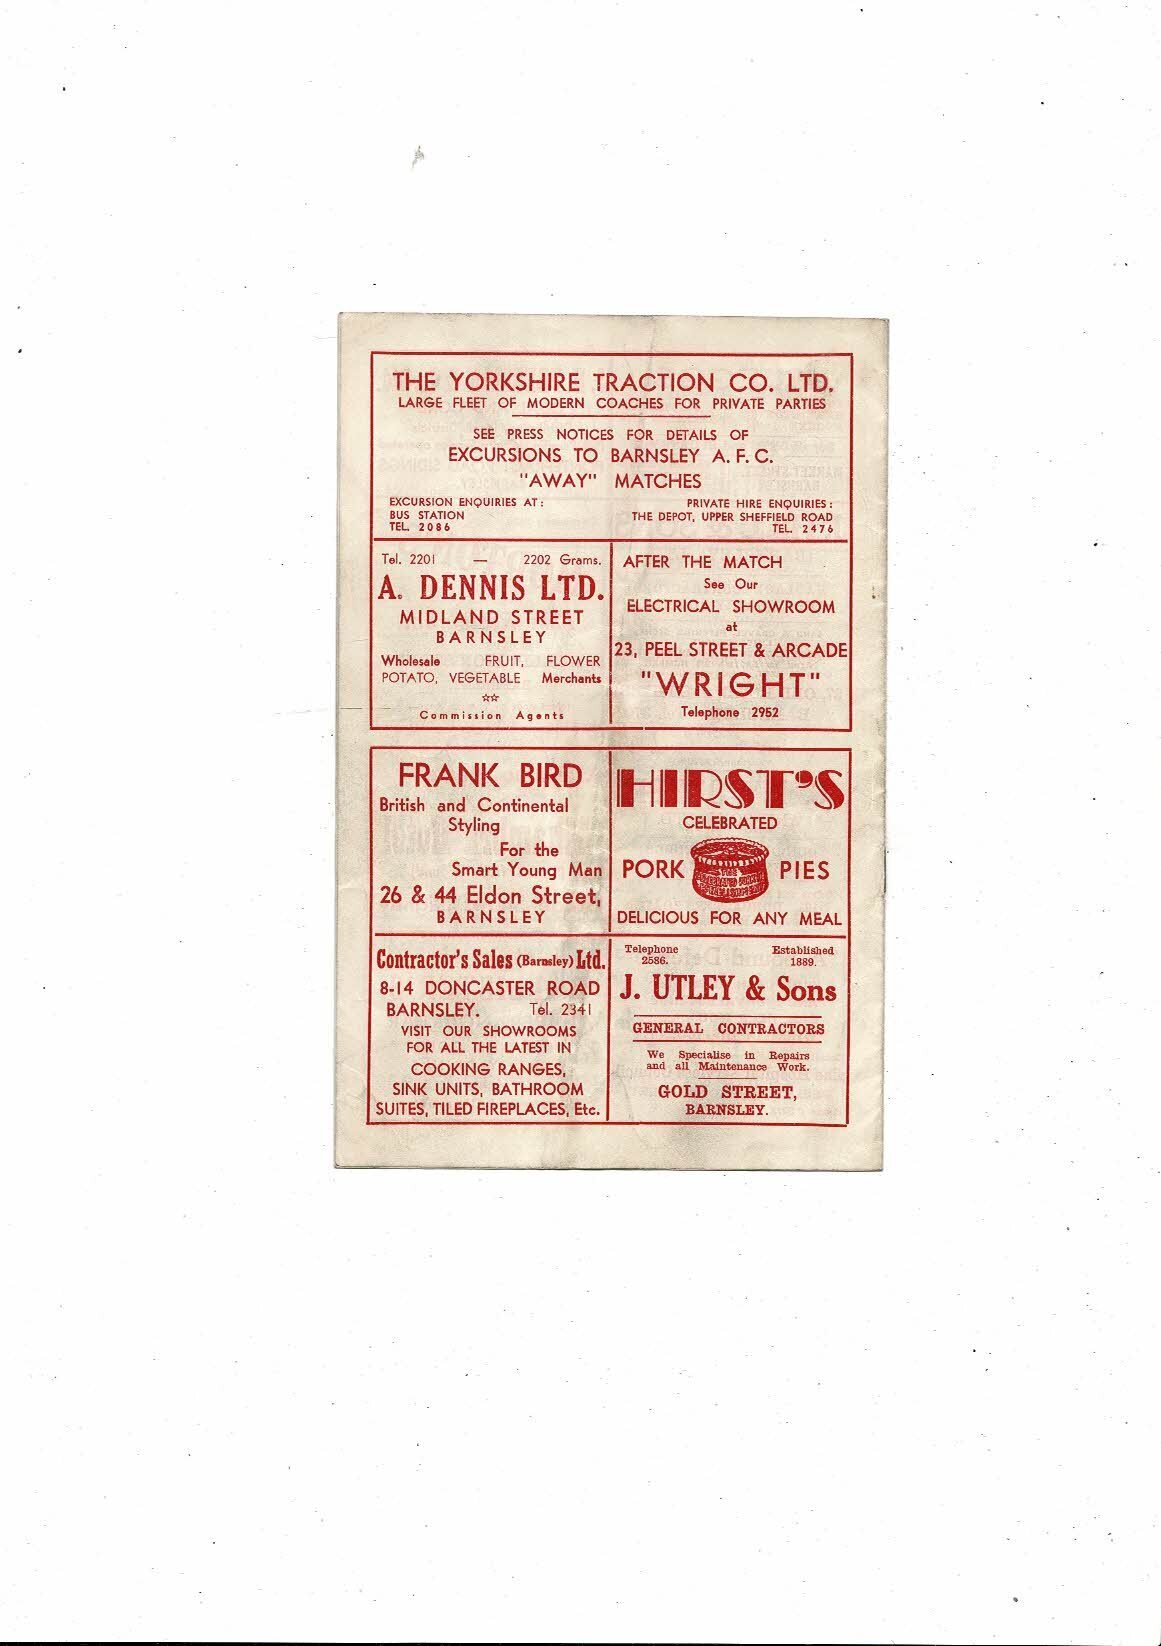 THE YORKSHIRE TRACTION CO. LTD.
LARGE FLEET OF MODERN COACHES FOR PRIVATE PARTIES
SEE PRESS NOTICES FOR DETAILS OF
EXCURSIONS TO BARNSLEY A. F. C.
"AWAY" MATCHES
EXCURSION ENQUIRIES AT:
BUS STATION
TEL. 2086
PRIVATE HIRE ENQUIRIES:
THE DEPOT, UPPER SHEFFIELD ROAD
TEL. 2476
Tel. 2201 — 2202 Grams.
A. DENNIS LTD.
MIDLAND STREET
BARNSLEY
Wholesale FRUIT, FLOWER
POTATO, VEGETABLE Merchants
☆☆
Commission Agents
AFTER THE MATCH
See Our
ELECTRICAL SHOWROOM
at
23, PEEL STREET & ARCADE
"WRIGHT"
Telephone 2952
FRANK BIRD
British and Continental
Styling
For the
Smart Young Man
26 & 44 Eldon Street,
BARNSLEY
HIRST'S
CELEBRATED
PORK PIES
DELICIOUS FOR ANY MEAL
Contractor's Sales (Barnsley) Ltd.
8-14 DONCASTER ROAD
BARNSLEY. Tel. 2341
VISIT OUR SHOWROOMS
FOR ALL THE LATEST IN
COOKING RANGES,
SINK UNITS, BATHROOM
SUITES, TILED FIREPLACES, Etc.
Telephone
2586.
Established
1889.
J. UTLEY & Sons
GENERAL CONTRACTORS
We Specialise in Repairs
and all Maintenance Work.
GOLD STREET,
BARNSLEY.